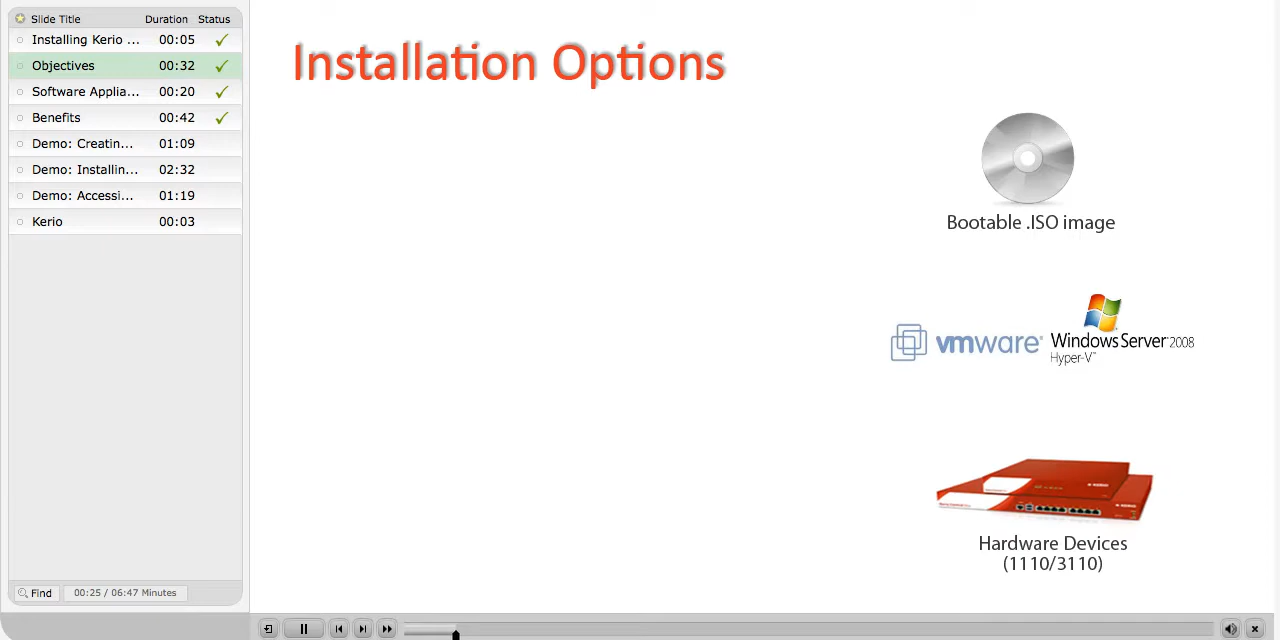 Slide Title Duration Status
Installing Kerio ... 00:05
Objectives 00:32
Software Applia... 00:20
Benefits 00:42
Demo: Creatin... 01:09
Demo: Installin... 02:32
Demo: Accessi... 01:19
Kerio 00:03
Find 00:25 / 06:47 Minutes
Installation Options
Bootable .ISO image
vmware®
Windows Server® 2008
Hyper-V™
Hardware Devices
(1110/3110)